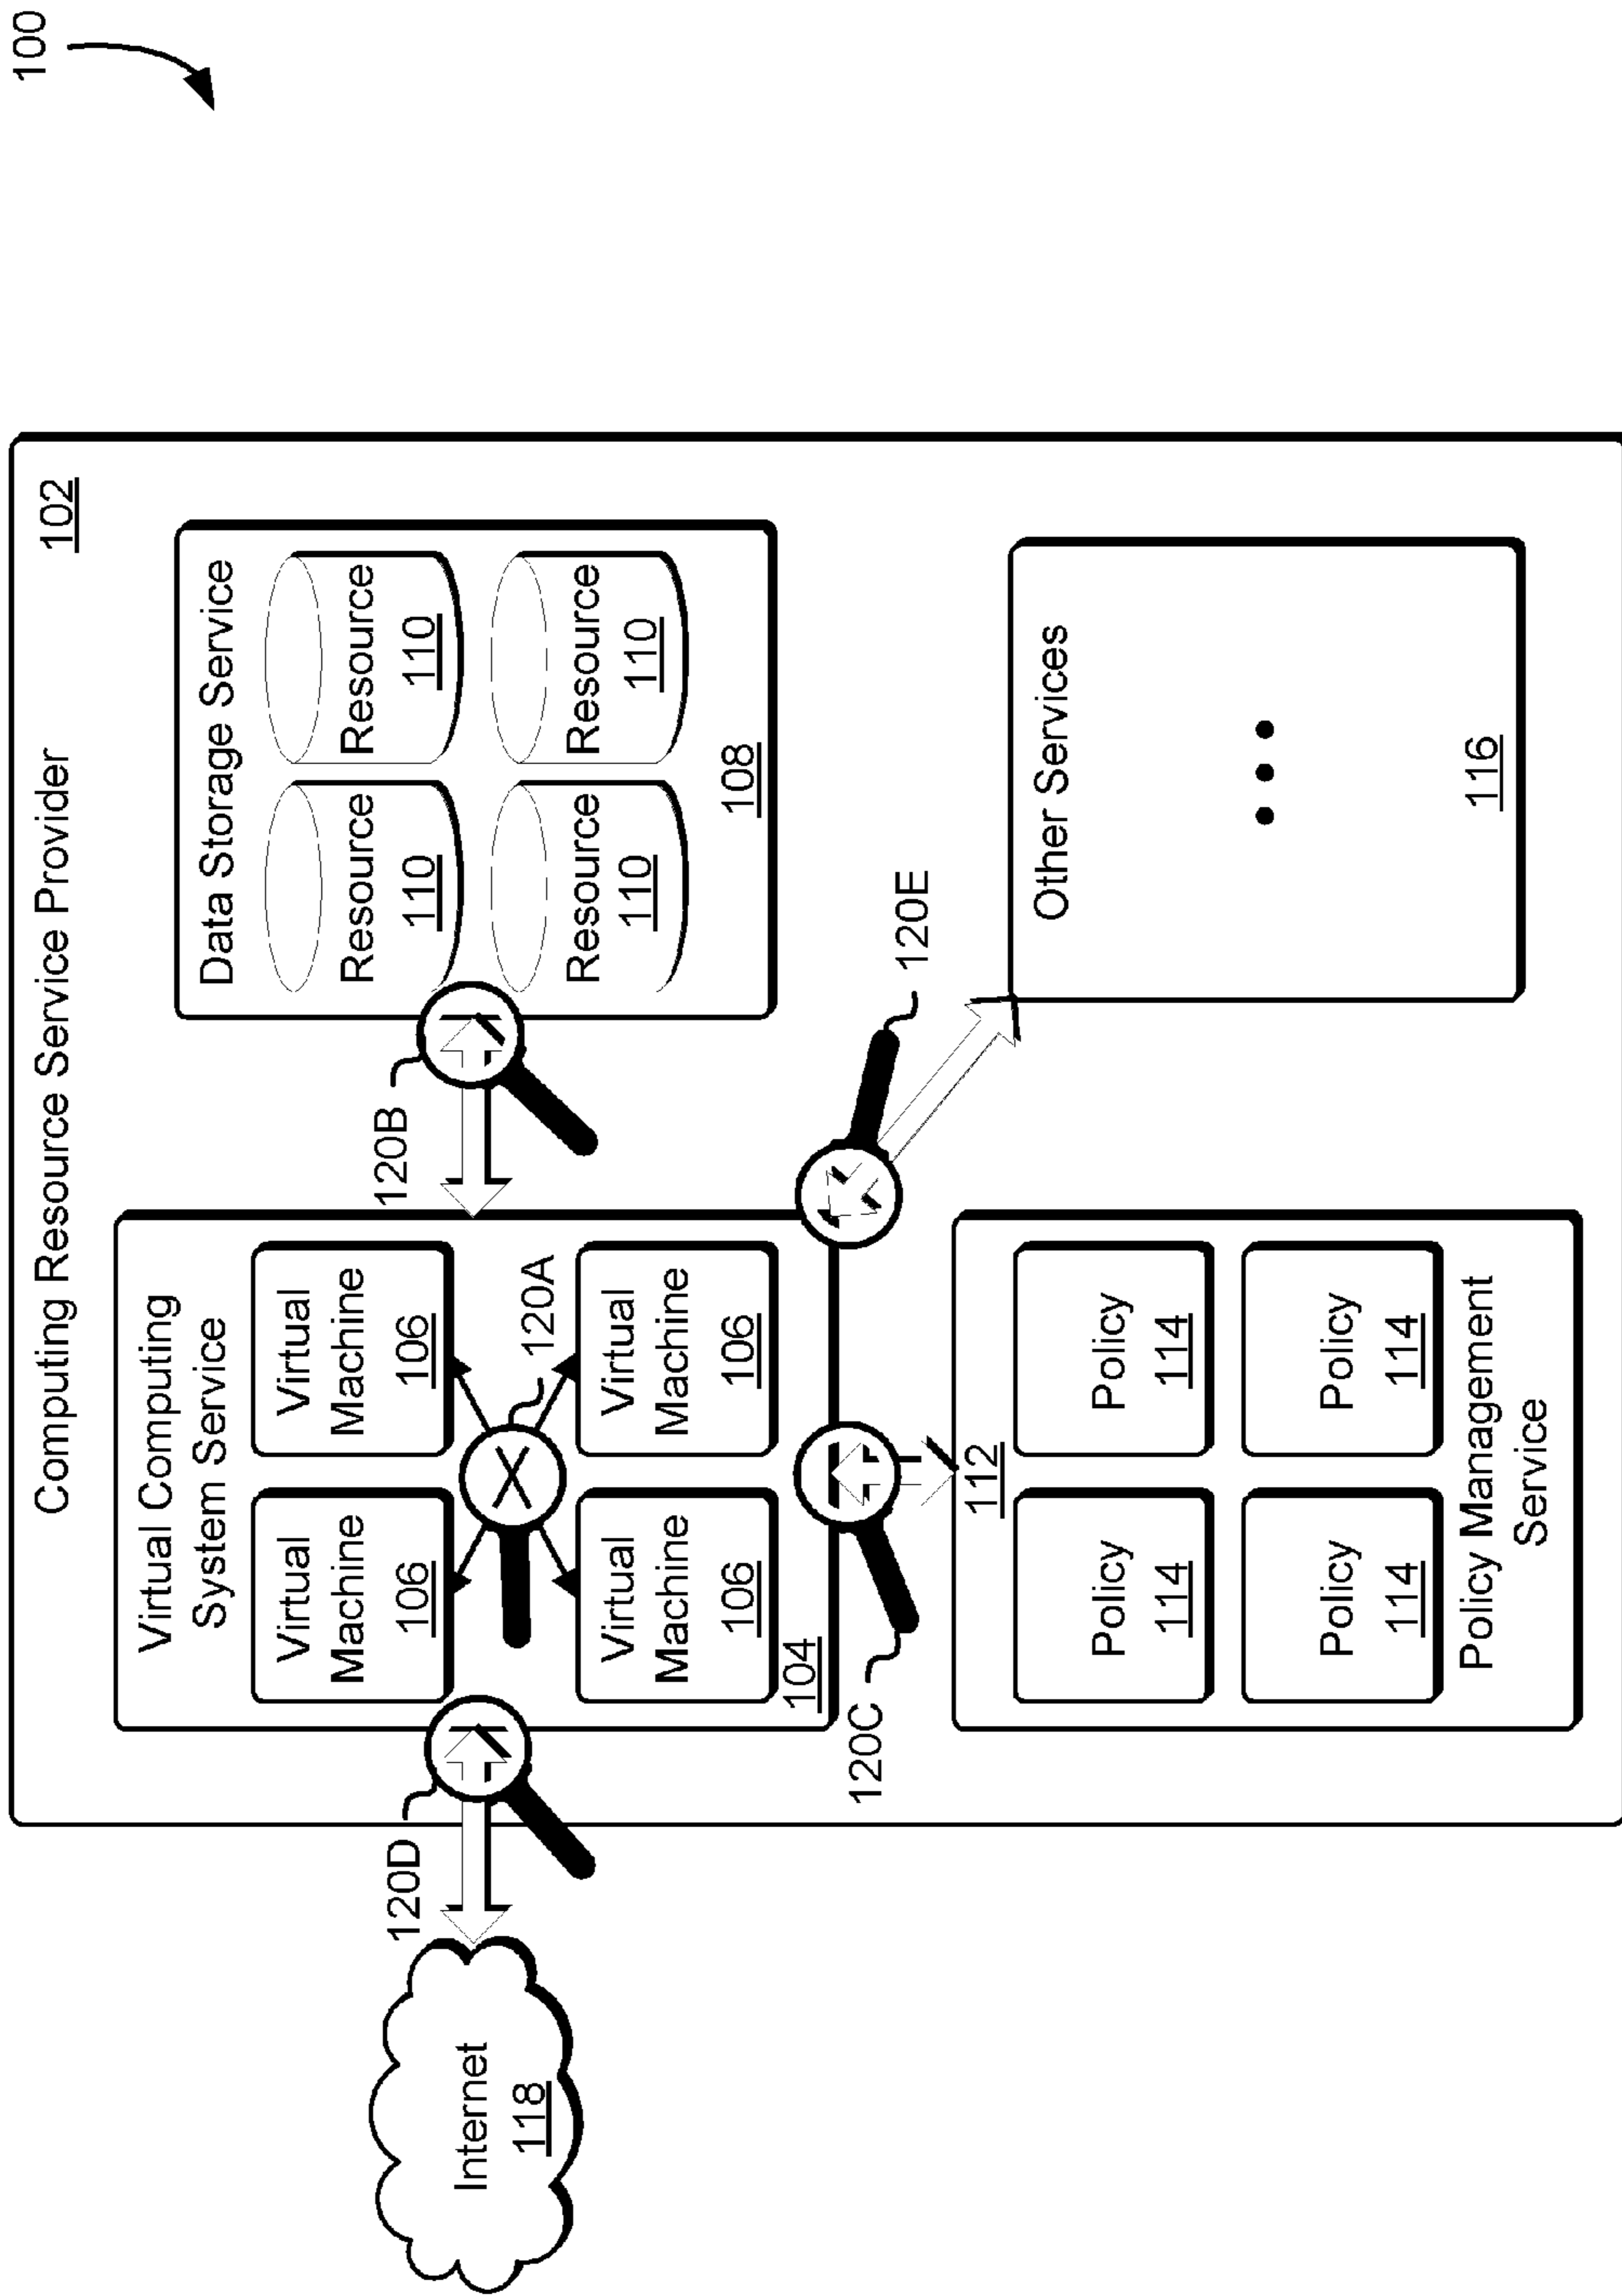 100
Computing Resource Service Provider
102
Virtual Computing
System Service
Virtual
Machine
106
Virtual
Machine
106
120A
Virtual
Machine
106
Virtual
Machine
106
104
120B
Data Storage Service
Resource
110
Resource
110
Resource
110
Resource
110
108
120D
Internet
118
120C
120E
112
Policy
114
Policy
114
Policy
114
Policy
114
Policy Management
Service
Other Services
116